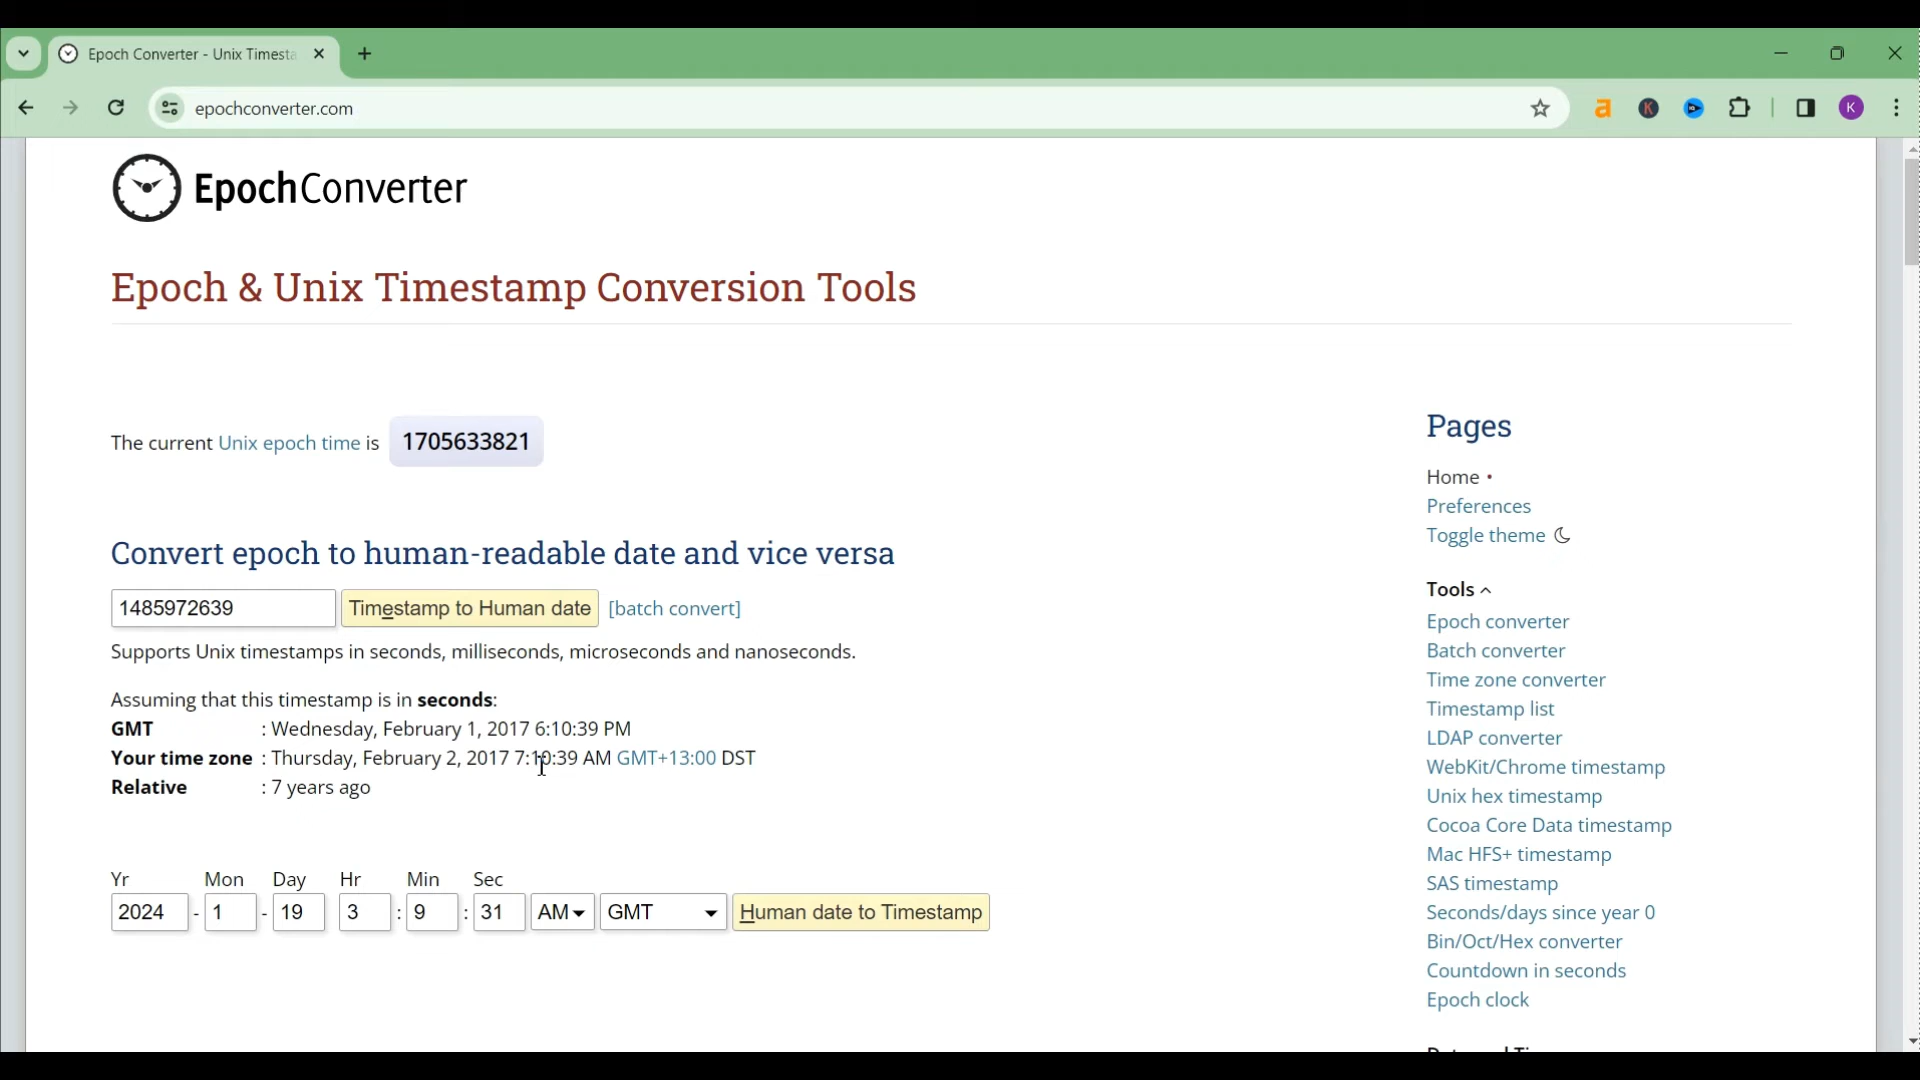 Epoch Converter - Unix Timesta
epochconverter.com
a
K
K
EpochConverter
Epoch & Unix Timestamp Conversion Tools
The current Unix epoch time is 1705633821
Convert epoch to human-readable date and vice versa
1485972639 Timestamp to Human date [batch convert]
Supports Unix timestamps in seconds, milliseconds, microseconds and nanoseconds.
Assuming that this timestamp is in seconds:
GMT : Wednesday, February 1, 2017 6:10:39 PM
Your time zone : Thursday, February 2, 2017 7:10:39 AM GMT+13:00 DST
Relative : 7 years ago
Yr Mon Day Hr Min Sec
2024 - 1 - 19 3 : 9 : 31 AM GMT Human date to Timestamp
Pages
Home •
Preferences
Toggle theme
Tools
Epoch converter
Batch converter
Time zone converter
Timestamp list
LDAP converter
WebKit/Chrome timestamp
Unix hex timestamp
Cocoa Core Data timestamp
Mac HFS+ timestamp
SAS timestamp
Seconds/days since year 0
Bin/Oct/Hex converter
Countdown in seconds
Epoch clock